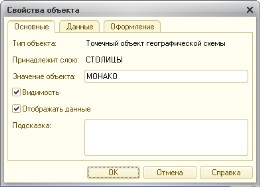 Свойства объекта
Основные Данные Оформление
Тип объекта: Точечный объект географической схемы
Принадлежит слою: СТОЛИЦЫ
Значение объекта: МОНАКО
Видимость
Отображать данные
Подсказка:
OK Отмена Справка